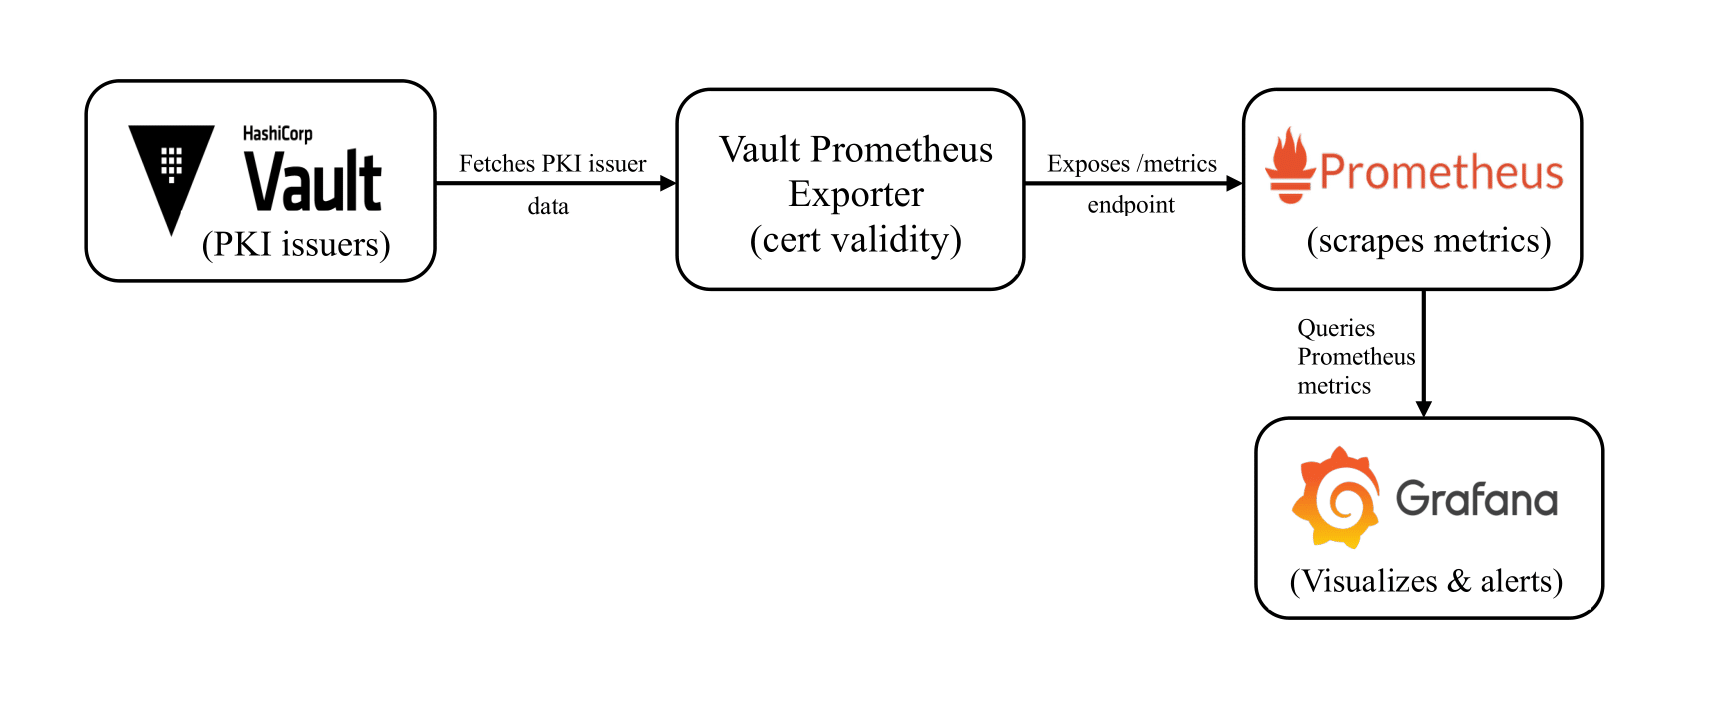 HashiCorp
Vault
(PKI issuers)
Fetches PKI issuer
data
Vault Prometheus
Exporter
(cert validity)
Exposes /metrics
endpoint
Prometheus
(scrapes metrics)
Queries
Prometheus
metrics
Grafana
(Visualizes & alerts)